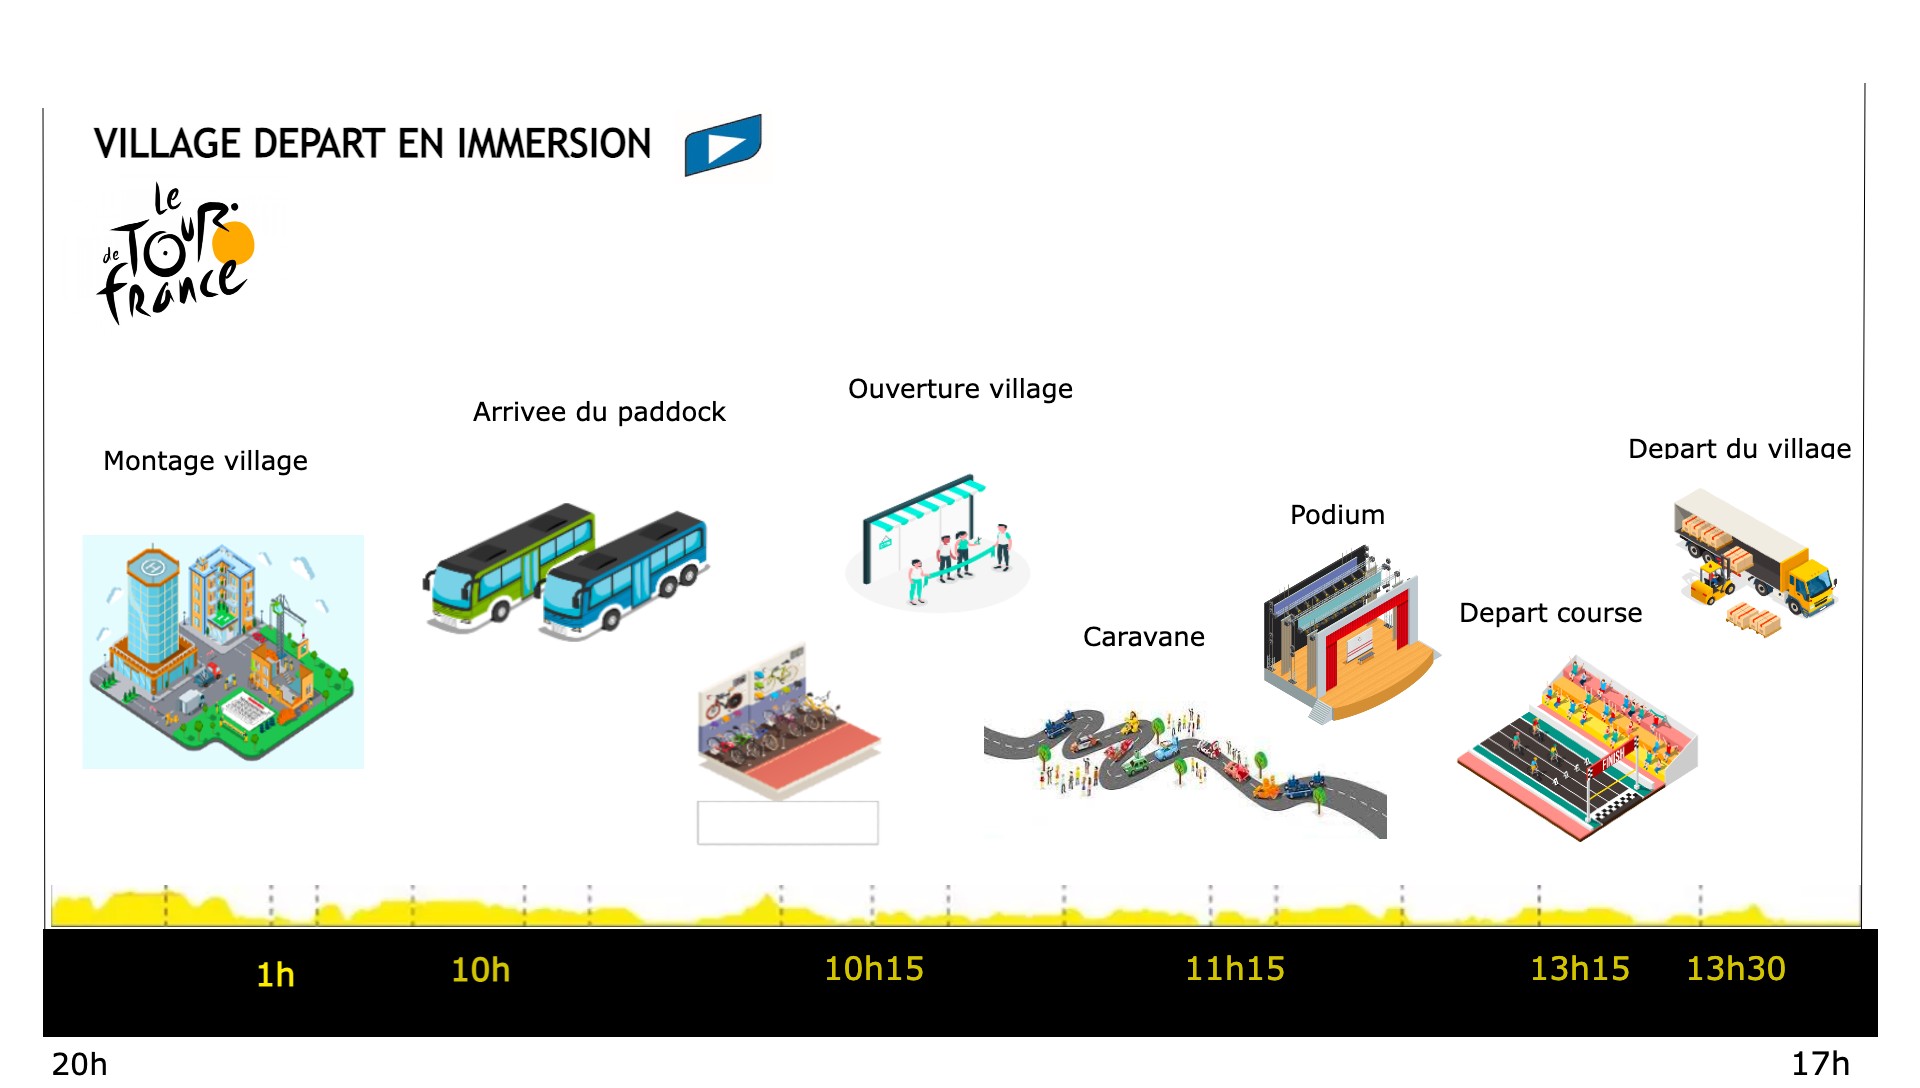 VILLAGE DEPART EN IMMERSION
le
TOUR
de
france
Ouverture village
Arrivee du paddock
Montage village
Depart du village
Podium
Depart course
Caravane
H
FINISH
1h
10h
10h15
11h15
13h15
13h30
20h
17h